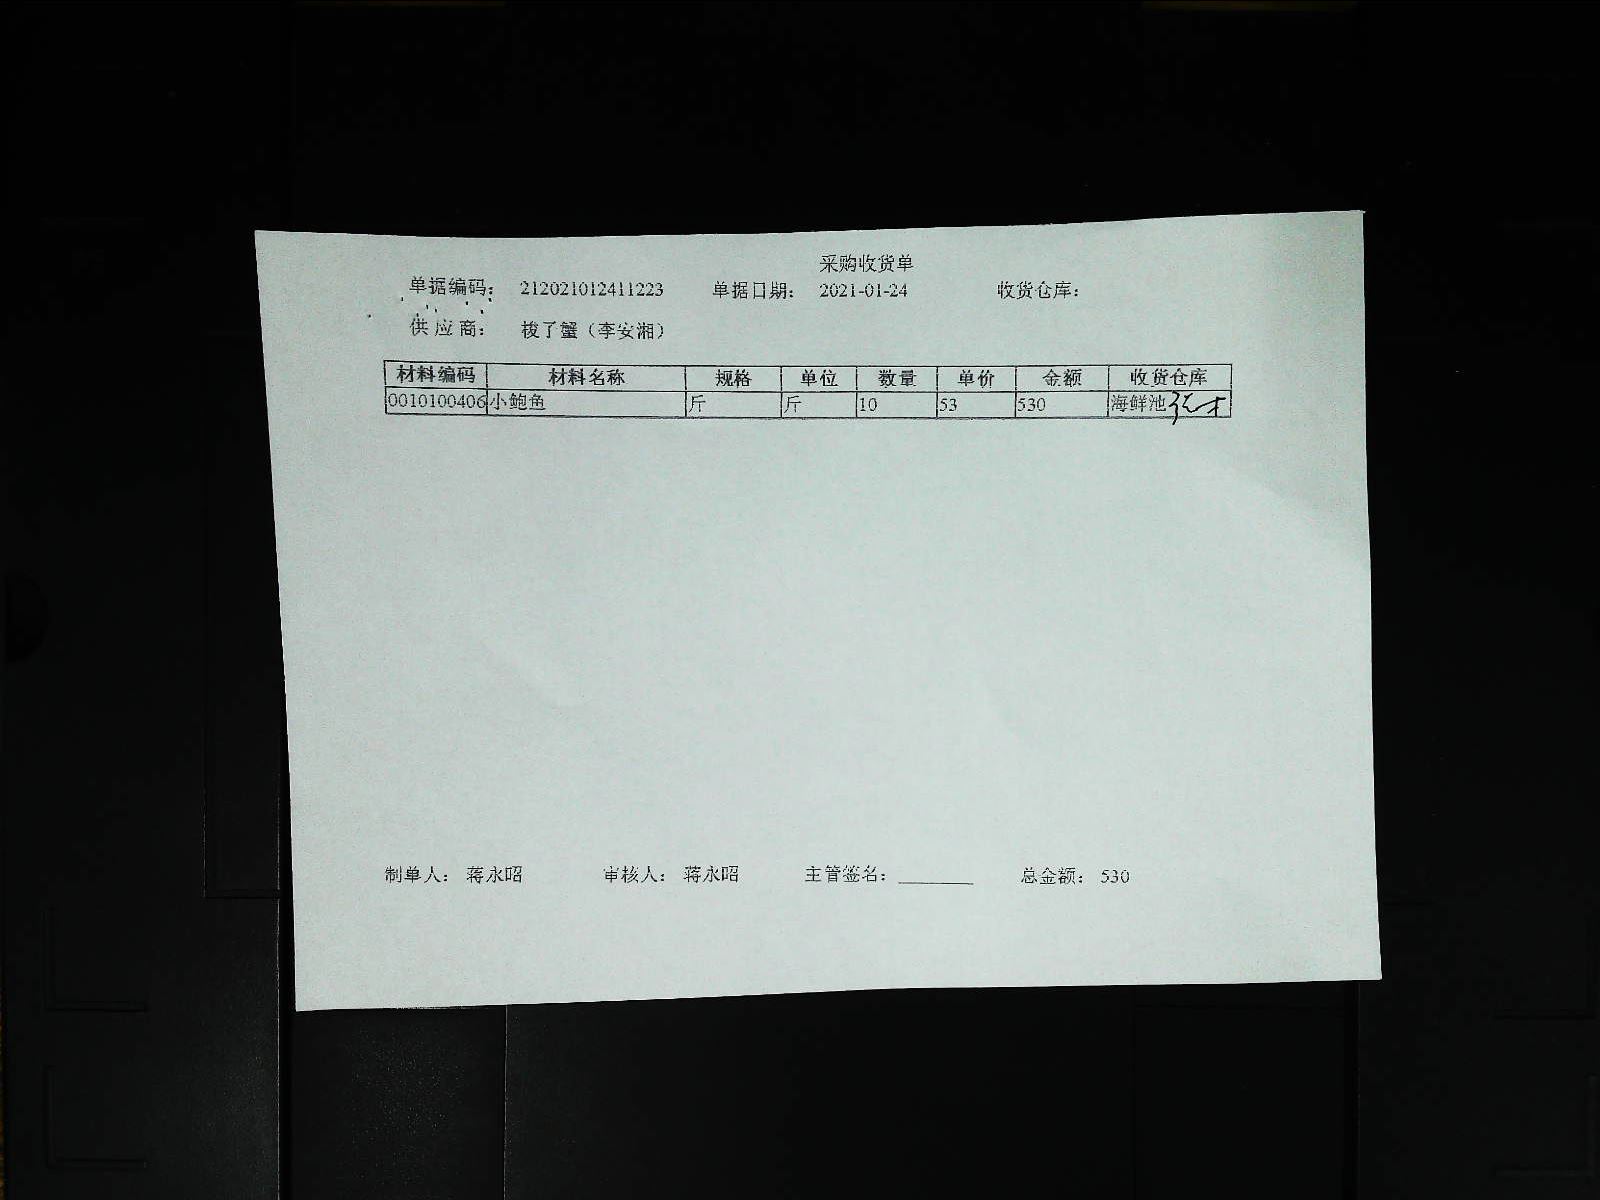 采购收货单
单据编码： 212021012411223 单据日期： 2021-01-24 收货仓库：
供应商： 梭子蟹（李安湘）
材料编码 材料名称 规格 单位 数量 单价 金额 收货仓库
0010100406 小鲍鱼 斤 斤 10 53 530 海鲜池
制单人： 蒋永昭 审核人： 蒋永昭 主管签名：________ 总金额： 530